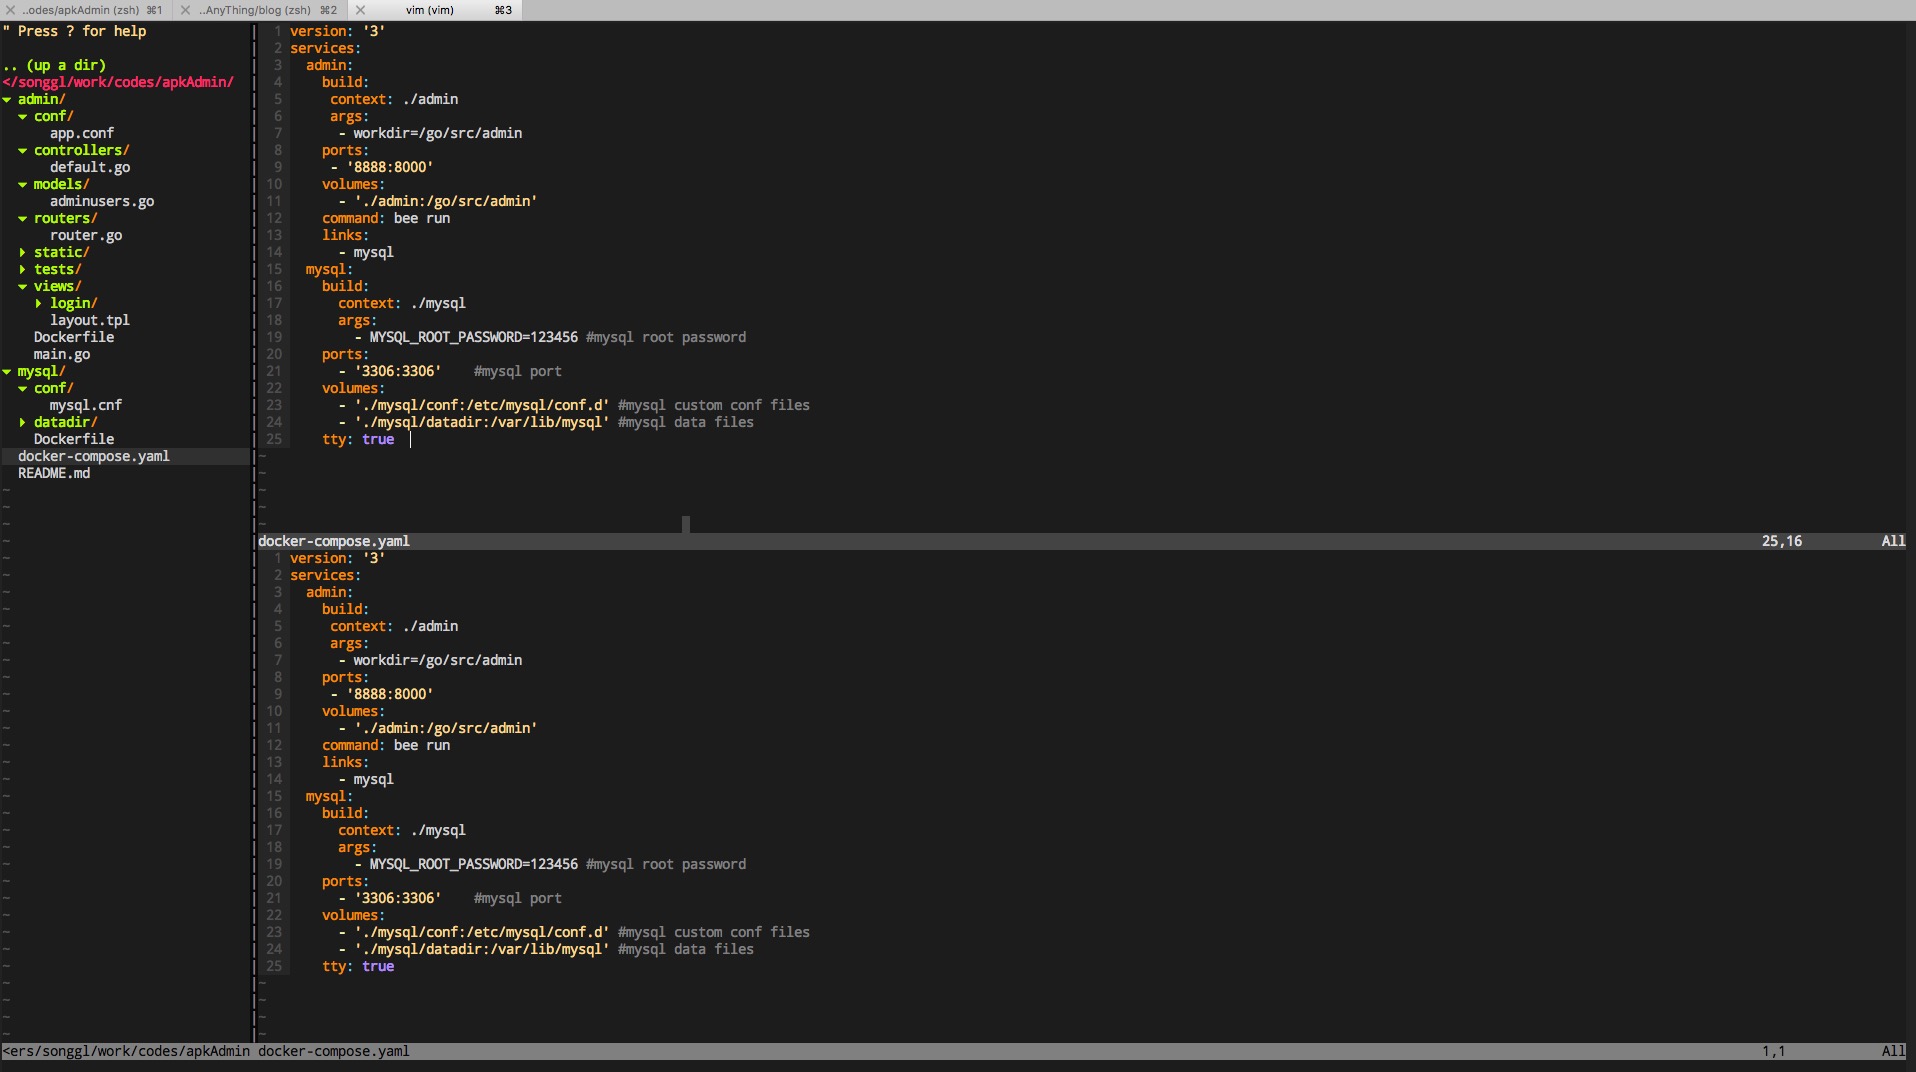 ..odes/apkAdmin (zsh) ⌘1 ..AnyThing/blog (zsh) ⌘2 vim (vim) ⌘3
" Press ? for help
.. (up a dir)
</songgl/work/codes/apkAdmin/
▾ admin/
▾ conf/
app.conf
▾ controllers/
default.go
▾ models/
adminusers.go
▾ routers/
router.go
▸ static/
▸ tests/
▾ views/
▸ login/
layout.tpl
Dockerfile
main.go
▾ mysql/
▾ conf/
mysql.cnf
▸ datadir/
Dockerfile
docker-compose.yaml
README.md
1 version: '3'
2 services:
3   admin:
4     build:
5      context: ./admin
6      args:
7       - workdir=/go/src/admin
8     ports:
9      - '8888:8000'
10     volumes:
11       - './admin:/go/src/admin'
12     command: bee run
13     links:
14       - mysql
15   mysql:
16     build:
17       context: ./mysql
18       args:
19         - MYSQL_ROOT_PASSWORD=123456 #mysql root password
20     ports:
21       - '3306:3306'    #mysql port
22     volumes:
23       - './mysql/conf:/etc/mysql/conf.d' #mysql custom conf files
24       - './mysql/datadir:/var/lib/mysql' #mysql data files
25     tty: true
docker-compose.yaml 25,16 All
1 version: '3'
2 services:
3   admin:
4     build:
5      context: ./admin
6      args:
7       - workdir=/go/src/admin
8     ports:
9      - '8888:8000'
10     volumes:
11       - './admin:/go/src/admin'
12     command: bee run
13     links:
14       - mysql
15   mysql:
16     build:
17       context: ./mysql
18       args:
19         - MYSQL_ROOT_PASSWORD=123456 #mysql root password
20     ports:
21       - '3306:3306'    #mysql port
22     volumes:
23       - './mysql/conf:/etc/mysql/conf.d' #mysql custom conf files
24       - './mysql/datadir:/var/lib/mysql' #mysql data files
25     tty: true
<ers/songgl/work/codes/apkAdmin docker-compose.yaml 1,1 All